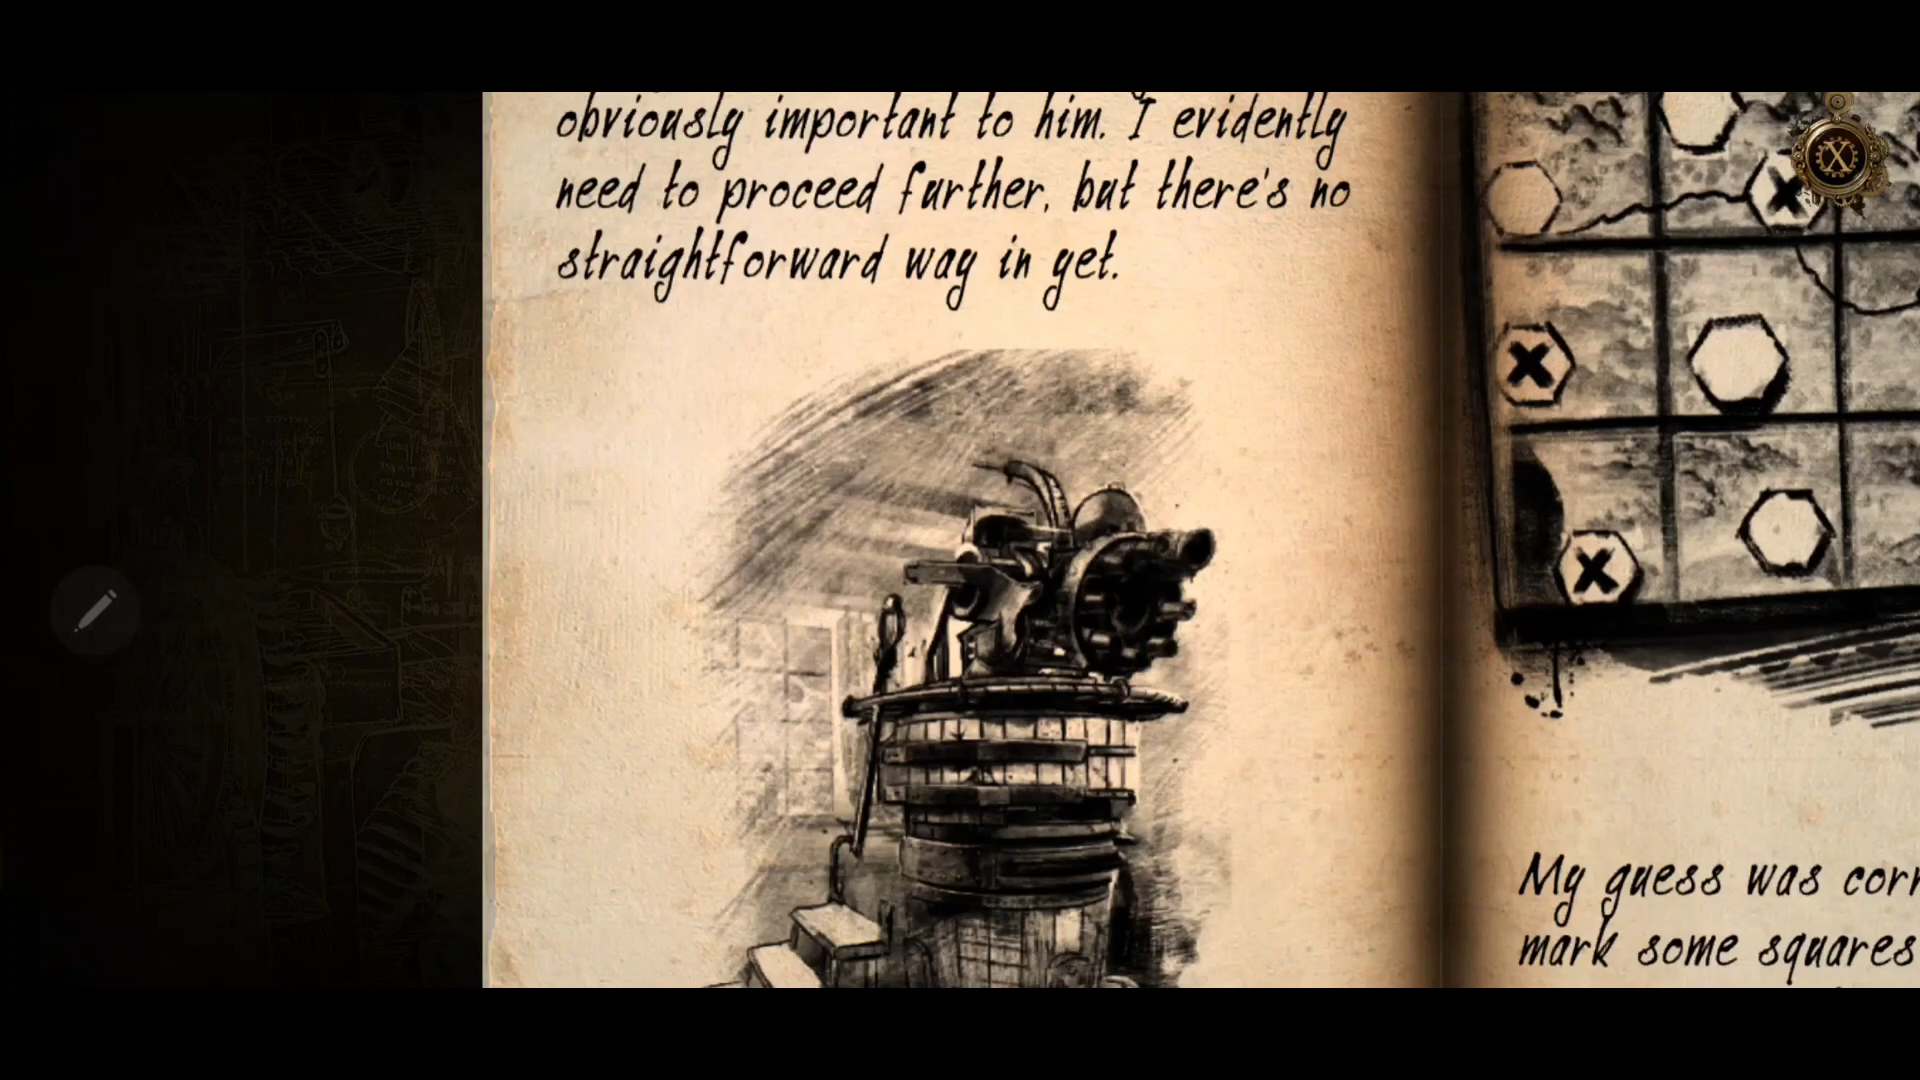 obviously important to him. I evidently
need to proceed further, but there's no
straightforward way in yet.
My guess was
mark some squares